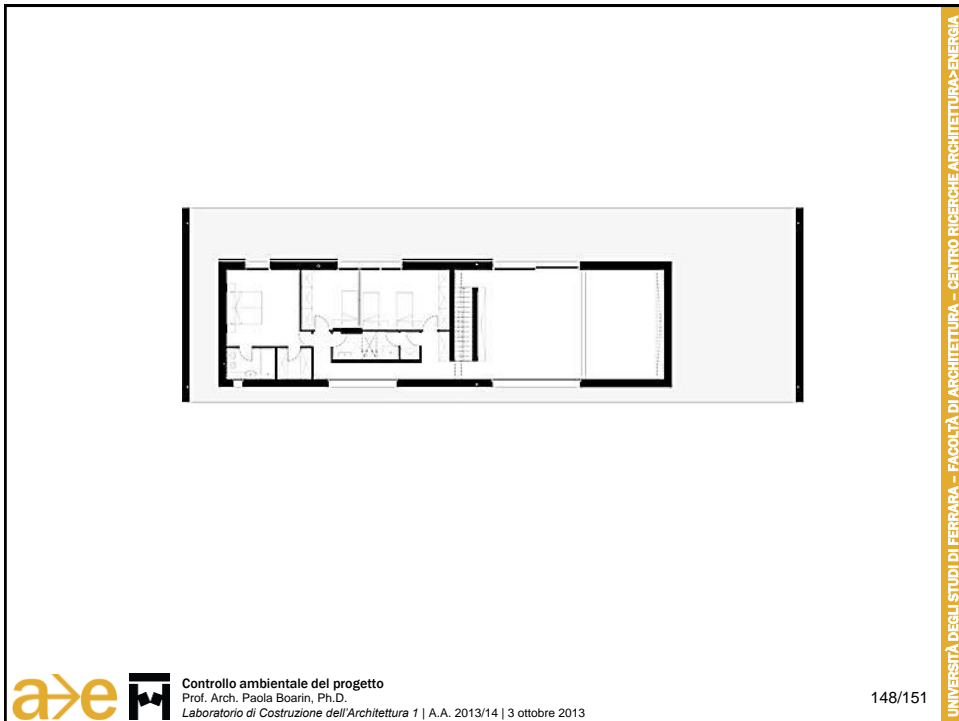 UNIVERSITÀ DEGLI STUDI DI FERRARA – FACOLTÀ DI ARCHITETTURA – CENTRO RICERCHE ARCHITETTURA>ENERGIA
a>e
Controllo ambientale del progetto
Prof. Arch. Paola Boarin, Ph.D.
Laboratorio di Costruzione dell'Architettura 1 | A.A. 2013/14 | 3 ottobre 2013
148/151